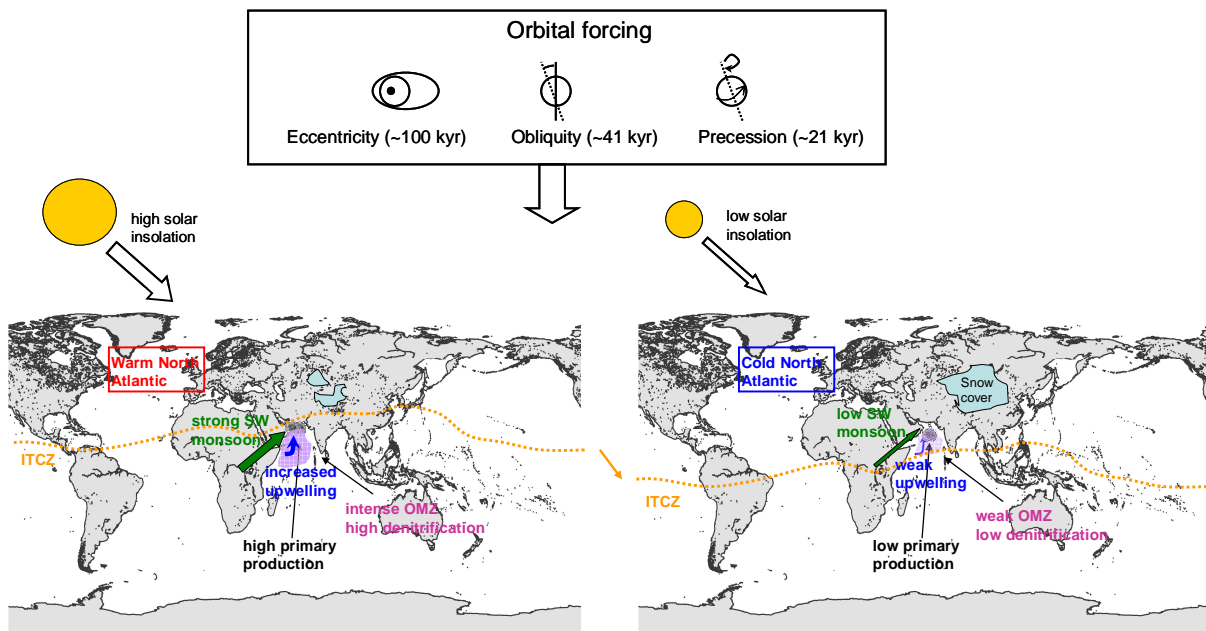 Orbital forcing
Eccentricity (~100 kyr)
Obliquity (~41 kyr)
Precession (~21 kyr)
high solar
insolation
low solar
insolation
Warm North
Atlantic
strong SW
monsoon
ITCZ
increased
upwelling
intense OMZ
high denitrification
high primary
production
Cold North
Atlantic
Snow
cover
low SW
monsoon
ITCZ
weak
upwelling
weak OMZ
low denitrification
low primary
production